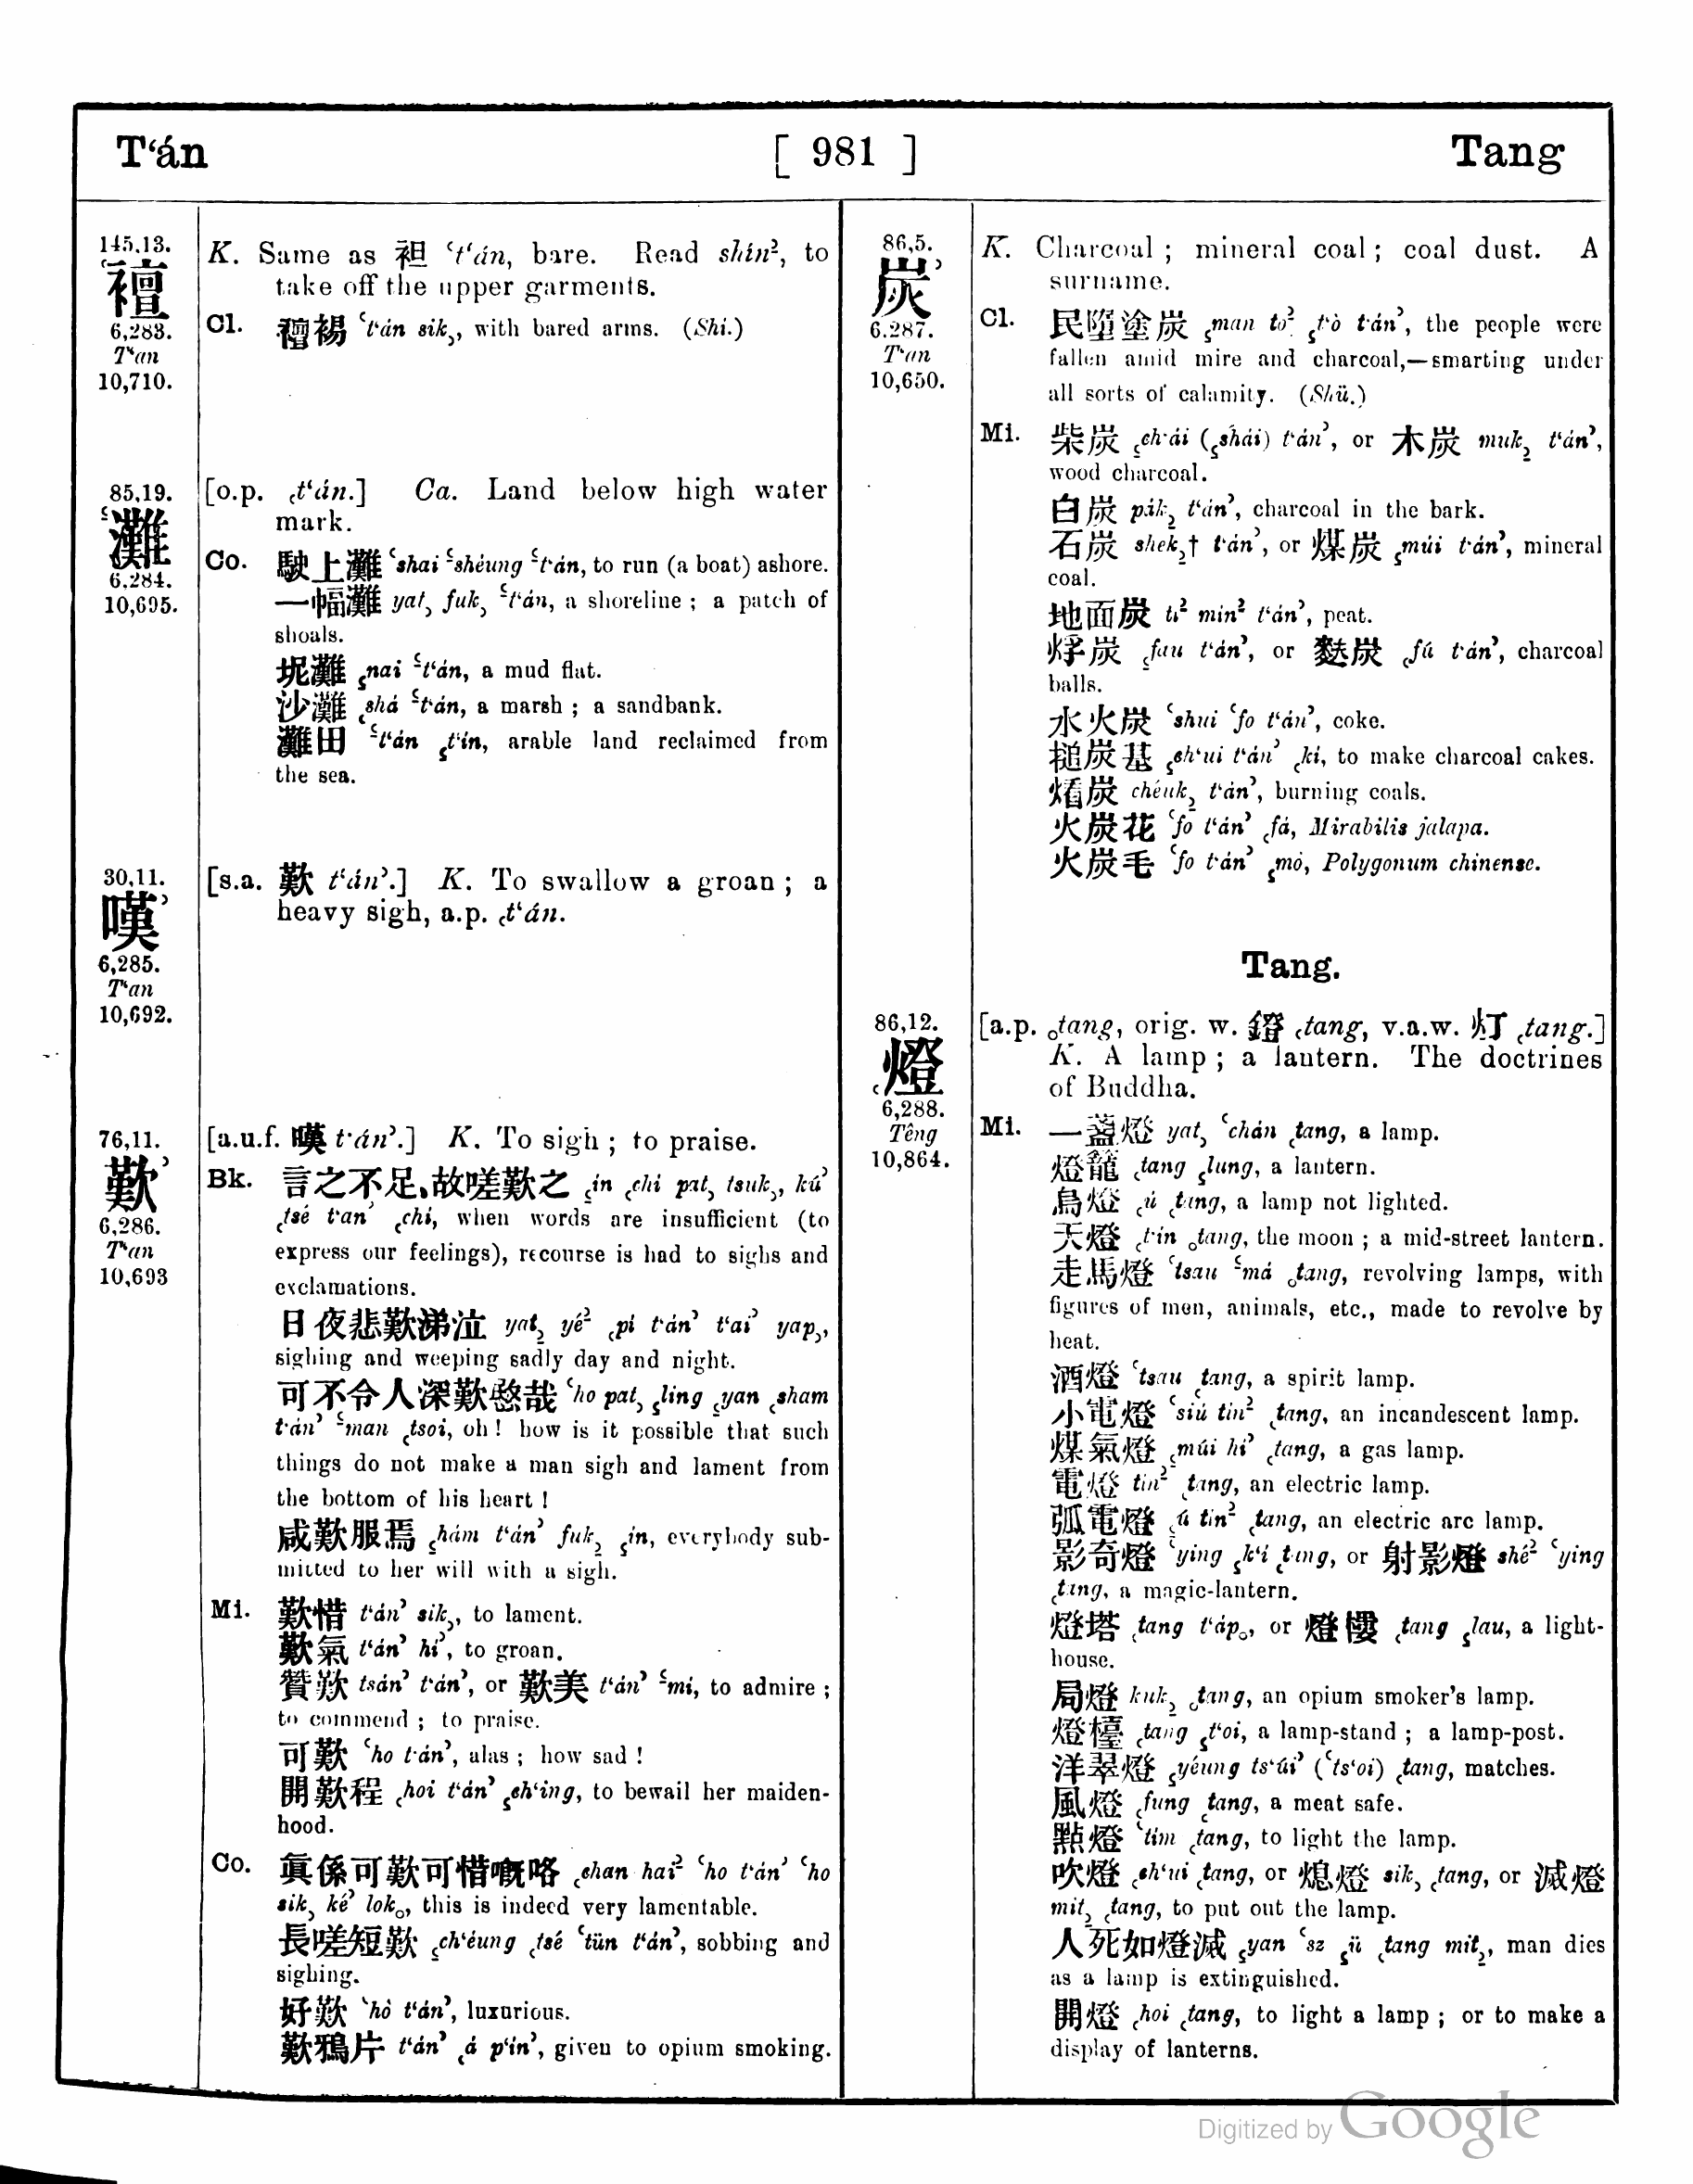 T‘án [ 981 ] Tang
145,13.
襢
6,283.
T‘an
10,710.
K. Same as 袒 ʿt‘án, bare. Read shín², to
take off the upper garments.
Cl. 襢裼 ʿt‘án sik˛, with bared arms. (Shí.)
85,19.
灘
6,284.
10,695.
[o.p. ˛t‘án.] Ca. Land below high water
mark.
Co. 駛上灘 ʿshai ʿshéung ʿt‘án, to run (a boat) ashore.
一幅灘 yat˛ fuk˛ ʿt‘án, a shoreline ; a patch of
shoals.
坭灘 ˛nai ʿt‘án, a mud flat.
沙灘 ˛shá ʿt‘án, a marsh ; a sandbank.
灘田 ʿt‘án ˛t‘ín, arable land reclaimed from
the sea.
30,11.
嘆
6,285.
T‘an
10,692.
[s.a. 歎 t‘án’.] K. To swallow a groan ; a
heavy sigh, a.p. ˛t‘án.
76,11.
歎
6,286.
T‘an
10,693
[a.u.f. 嘆 t‘án’.] K. To sigh ; to praise.
Bk. 言之不足、故嗟歎之 ˛ín ˛chí pat˛ tsuk˛, kú’
˛tsé t‘an’ ˛chí, when words are insufficient (to
express our feelings), recourse is had to sighs and
exclamations.
日夜悲歎涕泣 yat˛ yé² ˛pí t‘án’ t‘ai’ yap˛,
sighing and weeping sadly day and night.
可不令人深歎愍哉 ʿho pat˛ ˛ling ˛yan ˛sham
t‘án’ ʿman ˛tsoi, oh ! how is it possible that such
things do not make a man sigh and lament from
the bottom of his heart !
咸歎服焉 ˛hám t‘án’ fuk˛ ˛ín, everybody sub-
mitted to her will with a sigh.
Mi. 歎惜 t‘án’ sik˛, to lament.
歎氣 t‘án’ hí’, to groan.
贊歎 tsán’ t‘án’, or 歎美 t‘án’ ʿmí, to admire ;
to commend ; to praise.
可歎 ʿho t‘án’, alas ; how sad !
開歎程 ˛hoi t‘án’ ˛ch‘ing, to bewail her maiden-
hood.
Co. 眞係可歎可惜嘅咯 ˛chan hai² ʿho t‘án’ ʿho
sik˛ ké’ lok˳, this is indeed very lamentable.
長嗟短歎 ˛ch‘éung ˛tsé ʿtün t‘án’, sobbing and
sighing.
好歎 ʿhò t‘án’, luxurious.
歎鴉片 t‘án’ ˛á p‘ín’, given to opium smoking.
86,5.
炭
6,287.
T‘an
10,650.
K. Charcoal ; mineral coal ; coal dust. A
surname.
Cl. 民墮塗炭 ˛man to² ˛t‘ò t‘án’, the people were
fallen amid mire and charcoal,—smarting under
all sorts of calamity. (Shü.)
Mi. 柴炭 ˛ch‘ái (˛shái) t‘án’, or 木炭 muk˛ t‘án’,
wood charcoal.
白炭 pák˛ t‘án’, charcoal in the bark.
石炭 shek˛† t‘án’, or 煤炭 ˛múi t‘án’, mineral
coal.
地面炭 tí² mín² t‘án’, peat.
烰炭 ˛fau t‘án’, or 麩炭 ˛fú t‘án’, charcoal
balls.
水火炭 ʿshui ʿfo t‘án’, coke.
搥炭基 ˛ch‘ui t‘án’ ˛kí, to make charcoal cakes.
炭 chéuk˛ t‘án’, burning coals.
火炭花 ʿfo t‘án’ ˛fá, Mirabilis jalapa.
火炭毛 ʿfo t‘án’ ˛mò, Polygonum chinense.
Tang.
86,12.
燈
6,288.
Têng
10,864.
[a.p. ˳tang, orig. w. 鐙 ˛tang, v.a.w. 灯 ˛tang.]
K. A lamp ; a lantern. The doctrines
of Buddha.
Mi. 一盞燈 yat˛ ʿchán ˛tang, a lamp.
燈籠 ˛tang ˛lung, a lantern.
烏燈 ˛ú ˛tang, a lamp not lighted.
天燈 ˛t‘ín ˳tang, the moon ; a mid-street lantern.
走馬燈 ʿtsau ʿmá ˳tang, revolving lamps, with
figures of men, animals, etc., made to revolve by
heat.
酒燈 ʿtsau ˛tang, a spirit lamp.
小電燈 ʿsiú tín² ˛tang, an incandescent lamp.
煤氣燈 ˛múi hí’ ˛tang, a gas lamp.
電燈 tín² ˛tang, an electric lamp.
弧電燈 ˛ú tín² ˛tang, an electric arc lamp.
影奇燈 ʿying ˛k‘í ˛tang, or 射影燈 shé² ʿying
˛tang, a magic-lantern.
燈塔 ˛tang t‘áp˳, or 燈樓 ˛tang ˛lau, a light-
house.
局燈 kuk˛ ˛tang, an opium smoker’s lamp.
燈檯 ˛tang ˛t‘oi, a lamp-stand ; a lamp-post.
洋翠燈 ˛yéung ts‘úi’ (ʿts‘oi) ˛tang, matches.
風燈 ˛fung ˛tang, a meat safe.
點燈 ʿtím ˛tang, to light the lamp.
吹燈 ˛ch‘ui ˛tang, or 熄燈 sik˛ ˛tang, or 滅燈
mít˛ ˛tang, to put out the lamp.
人死如燈滅 ˛yan ʿsz ˛ü ˛tang mít˛, man dies
as a lamp is extinguished.
開燈 ˛hoi ˛tang, to light a lamp ; or to make a
display of lanterns.
Digitized by Google